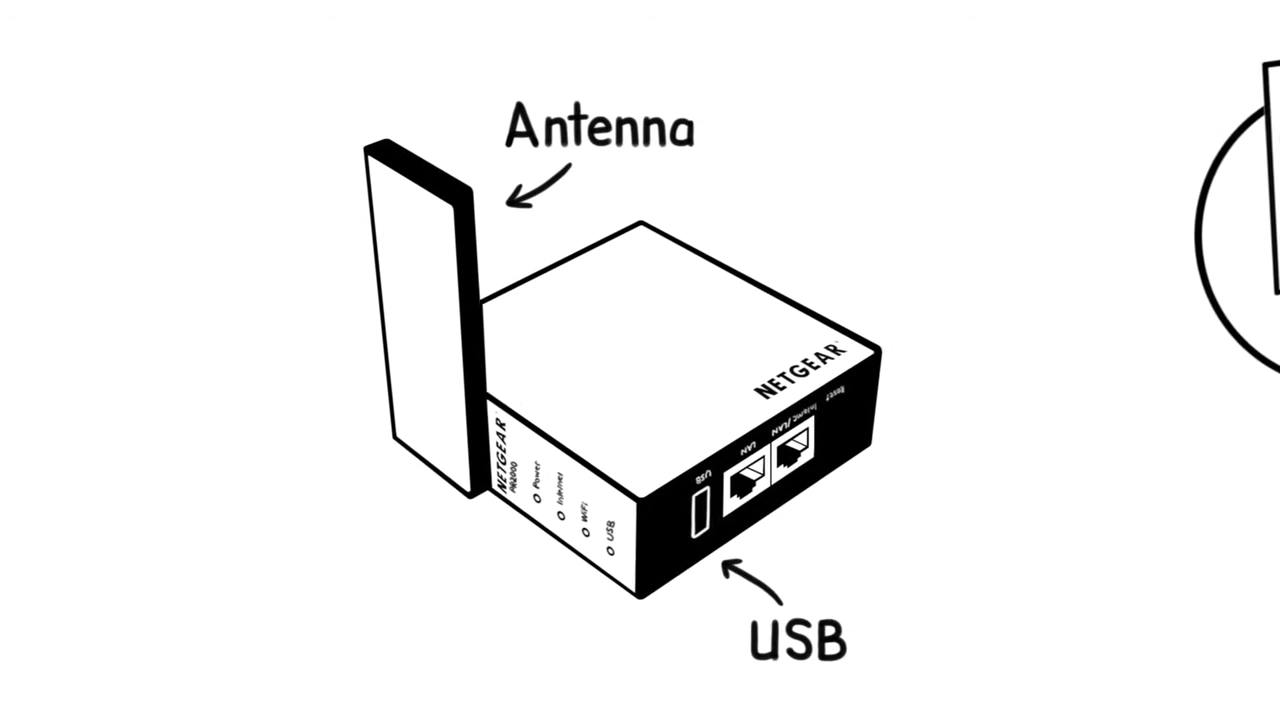 Antenna
NETGEAR
Reset
Internet/LAN
LAN
USB
NETGEAR
PR2000
Power
Internet
WiFi
USB
USB